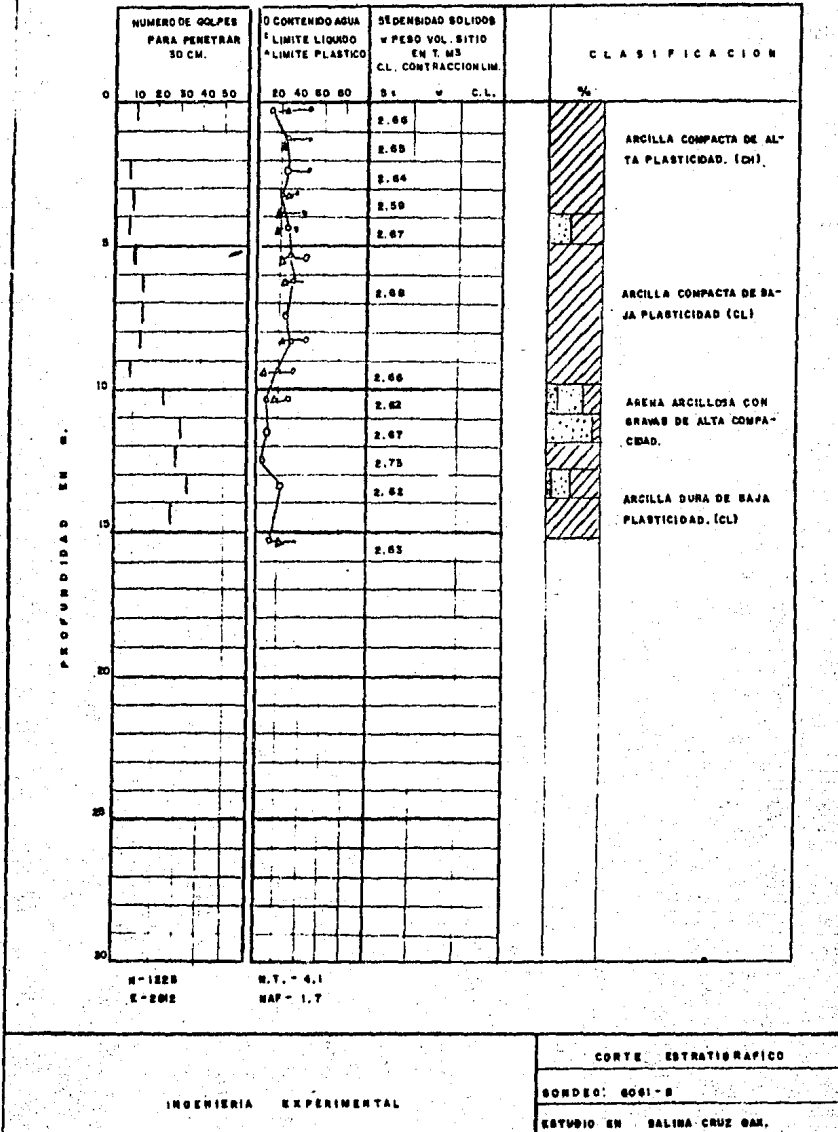 NUMERO DE GOLPES
PARA PENETRAR
30 CM.
O CONTENIDO AGUA
LIMITE LIQUIDO
LIMITE PLASTICO
DENSIDAD SOLIDOS
w PESO VOL. SITIO
EN T. M3
C.L. CONTRACCION LIM.
CLASIFICACION
0
10 20 30 40 50
20 40 60 80
Ss w C.L.
%
2.66
2.65
2.64
2.59
2.67
2.68
2.66
2.62
2.67
2.75
2.62
2.63
5
10
15
20
25
30
PROFUNDIDAD EN m.
ARCILLA COMPACTA DE AL-
TA PLASTICIDAD. (CH)
ARCILLA COMPACTA DE BA-
JA PLASTICIDAD (CL)
ARENA ARCILLOSA CON
GRAVAS DE ALTA COMPA-
CIDAD.
ARCILLA DURA DE BAJA
PLASTICIDAD. (CL)
N.T. - 4.1
NAF - 1.7
CORTE ESTRATIGRAFICO
SONDEO:
INGENIERIA EXPERIMENTAL
ESTUDIO EN SALINA CRUZ OAX.